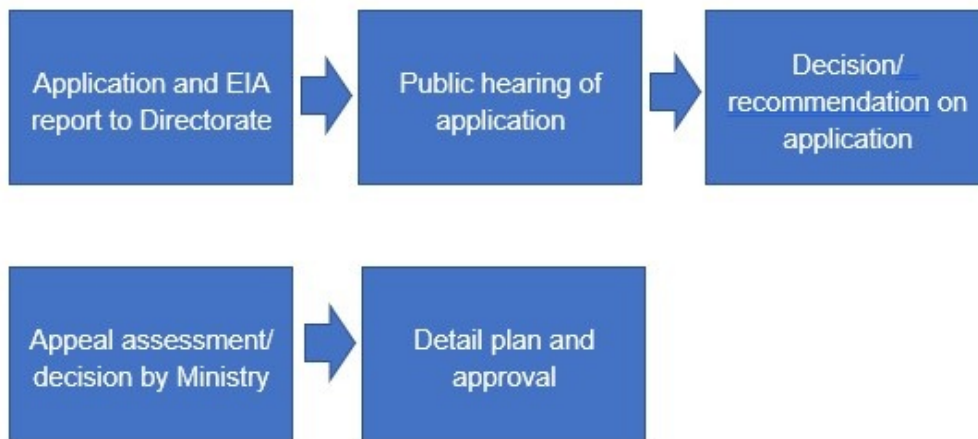 Application and EIA
report to Directorate
Public hearing of
application
Decision/
recommendation on
application
Appeal assessment/
decision by Ministry
Detail plan and
approval